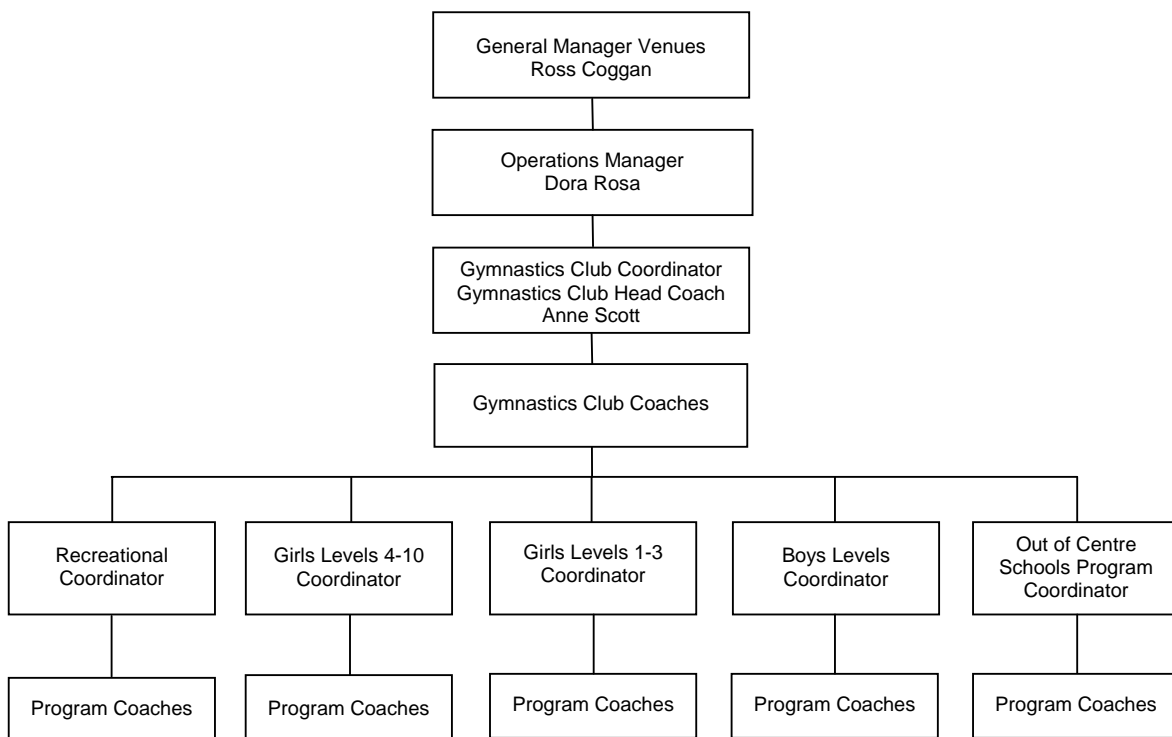 General Manager Venues
Ross Coggan
Operations Manager
Dora Rosa
Gymnastics Club Coordinator
Gymnastics Club Head Coach
Anne Scott
Gymnastics Club Coaches
Recreational
Coordinator
Girls Levels 4-10
Coordinator
Girls Levels 1-3
Coordinator
Boys Levels
Coordinator
Out of Centre
Schools Program
Coordinator
Program Coaches
Program Coaches
Program Coaches
Program Coaches
Program Coaches